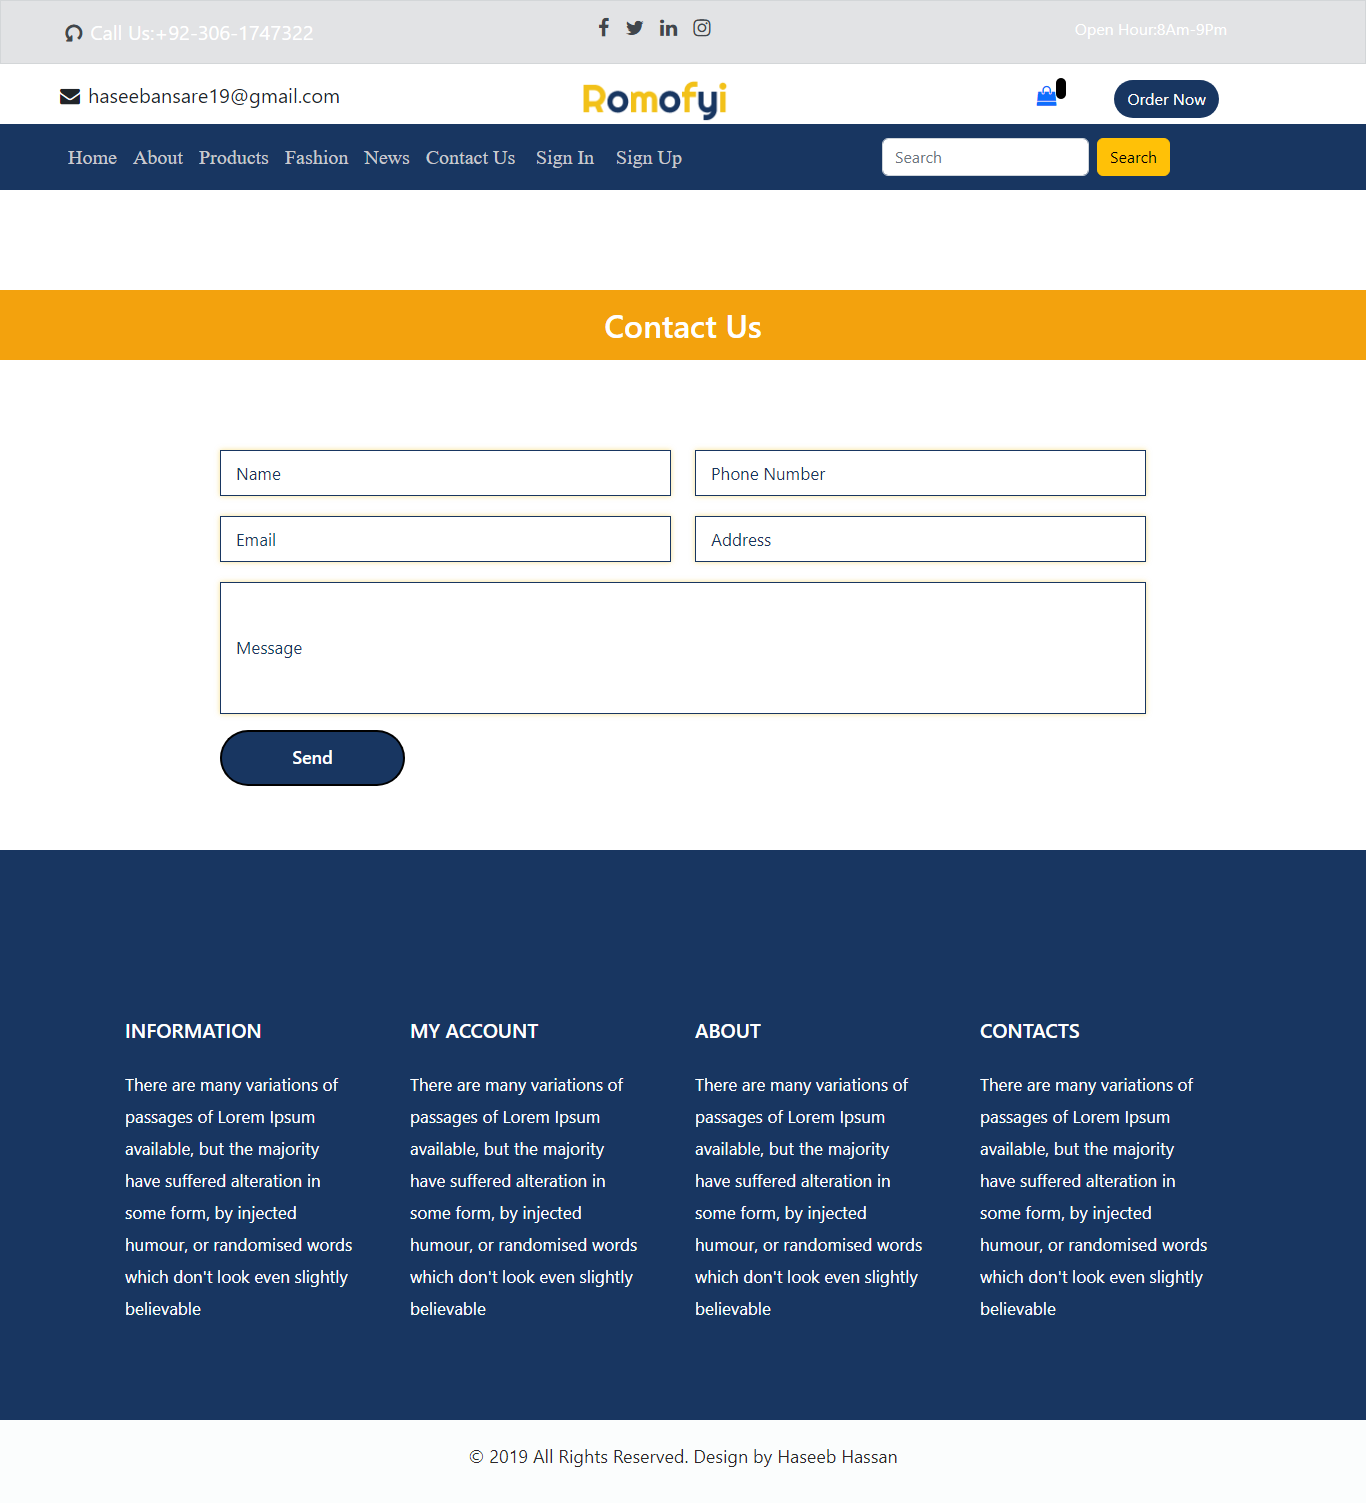 Call Us:+92-306-1747322
Open Hour:8Am-9Pm
haseebansare19@gmail.com
Romofyi
Order Now
Home About Products Fashion News Contact Us Sign In Sign Up
Search
Search
Contact Us
Name
Phone Number
Email
Address
Message
Send
INFORMATION
There are many variations of
passages of Lorem Ipsum
available, but the majority
have suffered alteration in
some form, by injected
humour, or randomised words
which don't look even slightly
believable
MY ACCOUNT
There are many variations of
passages of Lorem Ipsum
available, but the majority
have suffered alteration in
some form, by injected
humour, or randomised words
which don't look even slightly
believable
ABOUT
There are many variations of
passages of Lorem Ipsum
available, but the majority
have suffered alteration in
some form, by injected
humour, or randomised words
which don't look even slightly
believable
CONTACTS
There are many variations of
passages of Lorem Ipsum
available, but the majority
have suffered alteration in
some form, by injected
humour, or randomised words
which don't look even slightly
believable
© 2019 All Rights Reserved. Design by Haseeb Hassan